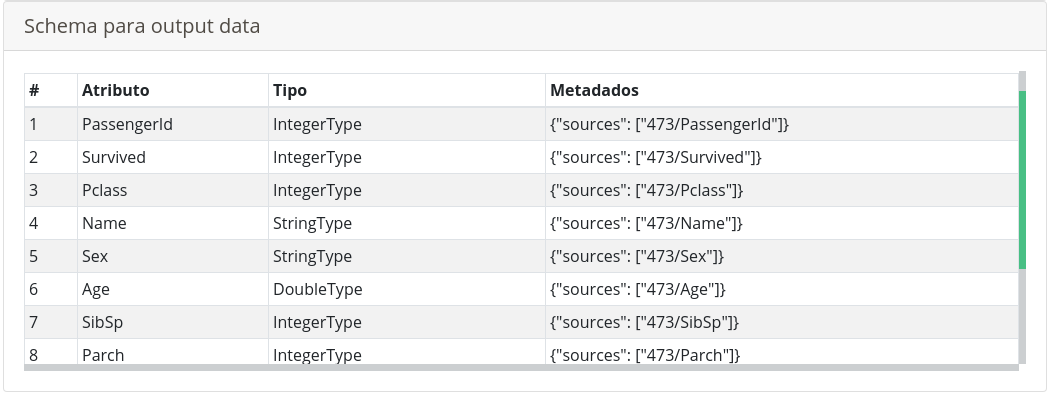 Schema para output data
# Atributo Tipo Metadados
1 PassengerId IntegerType {"sources": ["473/PassengerId"]}
2 Survived IntegerType {"sources": ["473/Survived"]}
3 Pclass IntegerType {"sources": ["473/Pclass"]}
4 Name StringType {"sources": ["473/Name"]}
5 Sex StringType {"sources": ["473/Sex"]}
6 Age DoubleType {"sources": ["473/Age"]}
7 SibSp IntegerType {"sources": ["473/SibSp"]}
8 Parch IntegerType {"sources": ["473/Parch"]}